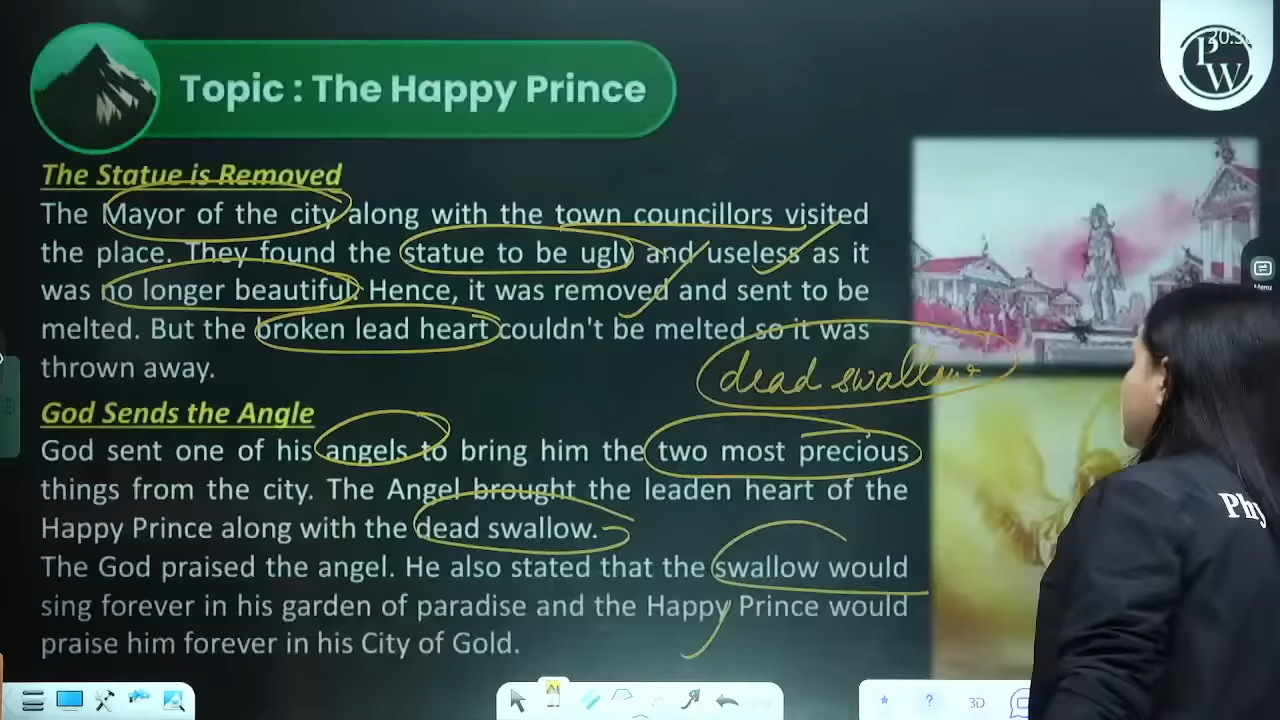 20:3
PW
Topic : The Happy Prince
The Statue is Removed
The Mayor of the city along with the town councillors visited
the place. They found the statue to be ugly and useless as it
was no longer beautiful. Hence, it was removed and sent to be
melted. But the broken lead heart couldn't be melted so it was
thrown away.
dead swallow
God Sends the Angle
God sent one of his angels to bring him the two most precious
things from the city. The Angel brought the leaden heart of the
Happy Prince along with the dead swallow.
The God praised the angel. He also stated that the swallow would
sing forever in his garden of paradise and the Happy Prince would
praise him forever in his City of Gold.
Menu
Phy
? 3D